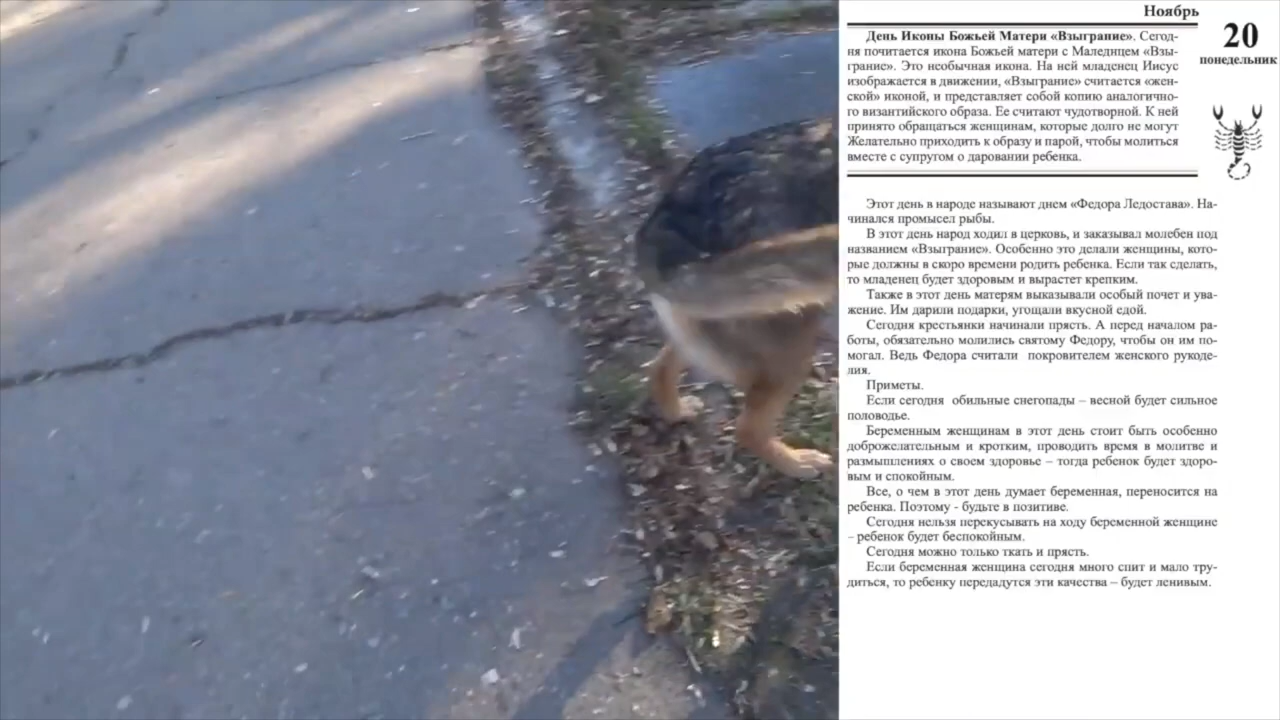 Ноябрь
20
понедельник
День Иконы Божьей Матери «Взыграние». Сегод-
ня почитается икона Божьей матери с Маледнцем «Взы-
грание». Это необычная икона. На ней младенец Иисус
изображается в движении, «Взыграние» считается «жен-
ской» иконой, и представляет собой копию аналогично-
го византийского образа. Ее считают чудотворной. К ней
принято обращаться женщинам, которые долго не могут
Желательно приходить к образу и парой, чтобы молиться
вместе с супругом о даровании ребенка.
Этот день в народе называют днем «Федора Ледостава». На-
чинался промысел рыбы.
В этот день народ ходил в церковь, и заказывал молебен под
названием «Взыграние». Особенно это делали женщины, кото-
рые должны в скоро времени родить ребенка. Если так сделать,
то младенец будет здоровым и вырастет крепким.
Также в этот день матерям выказывали особый почет и ува-
жение. Им дарили подарки, угощали вкусной едой.
Сегодня крестьянки начинали прясть. А перед началом ра-
боты, обязательно молились святому Федору, чтобы он им по-
могал. Ведь Федора считали покровителем женского рукоде-
лия.
Приметы.
Если сегодня обильные снегопады – весной будет сильное
половодье.
Беременным женщинам в этот день стоит быть особенно
доброжелательным и кротким, проводить время в молитве и
размышлениях о своем здоровье – тогда ребенок будет здоро-
вым и спокойным.
Все, о чем в этот день думает беременная, переносится на
ребенка. Поэтому - будьте в позитиве.
Сегодня нельзя перекусывать на ходу беременной женщине
– ребенок будет беспокойным.
Сегодня можно только ткать и прясть.
Если беременная женщина сегодня много спит и мало тру-
диться, то ребенку передадутся эти качества – будет ленивым.